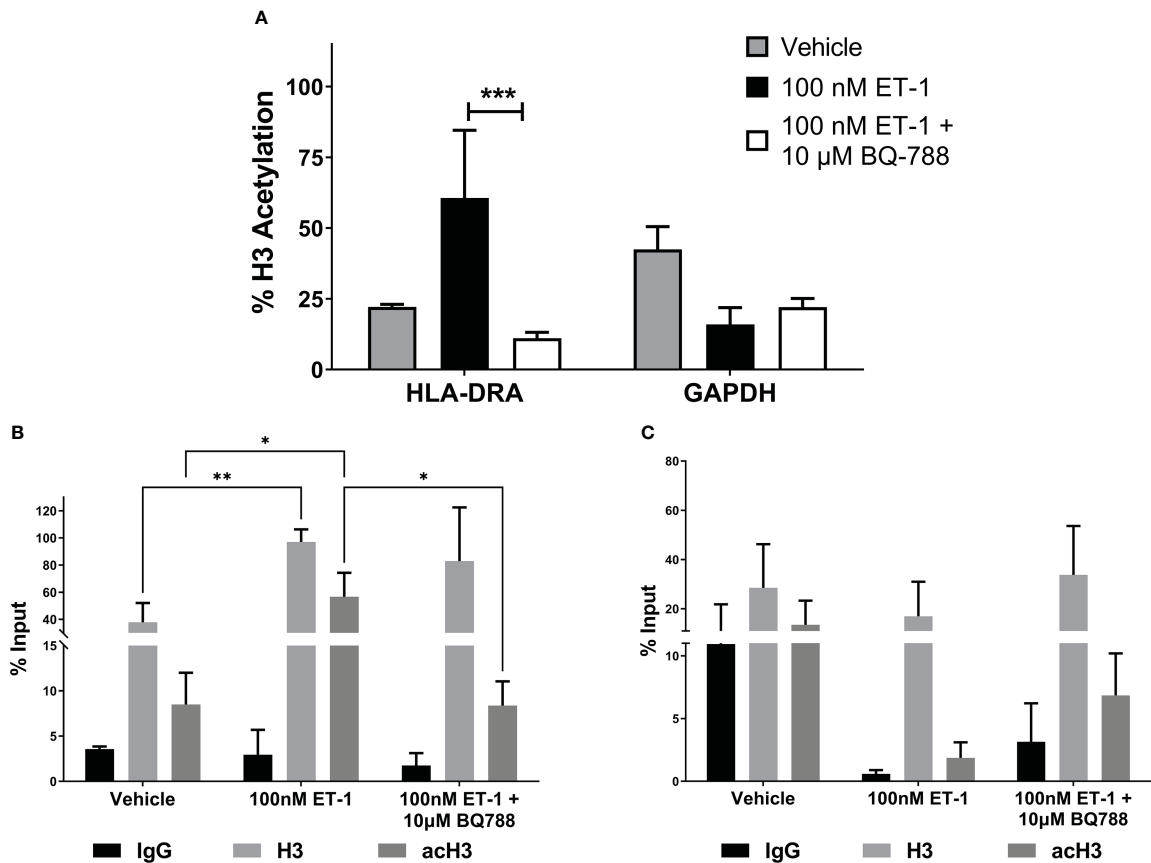 A
% H3 Acetylation
100
75
50
25
0
***
HLA-DRA
GAPDH
Vehicle
100 nM ET-1
100 nM ET-1 +
10 µM BQ-788
B
% Input
120
100
80
60
40
15
10
5
0
*
**
*
Vehicle
100nM ET-1
100nM ET-1 +
10µM BQ788
IgG
H3
acH3
C
% Input
80
60
40
20
10
5
0
Vehicle
100nM ET-1
100nM ET-1 +
10µM BQ788
IgG
H3
acH3